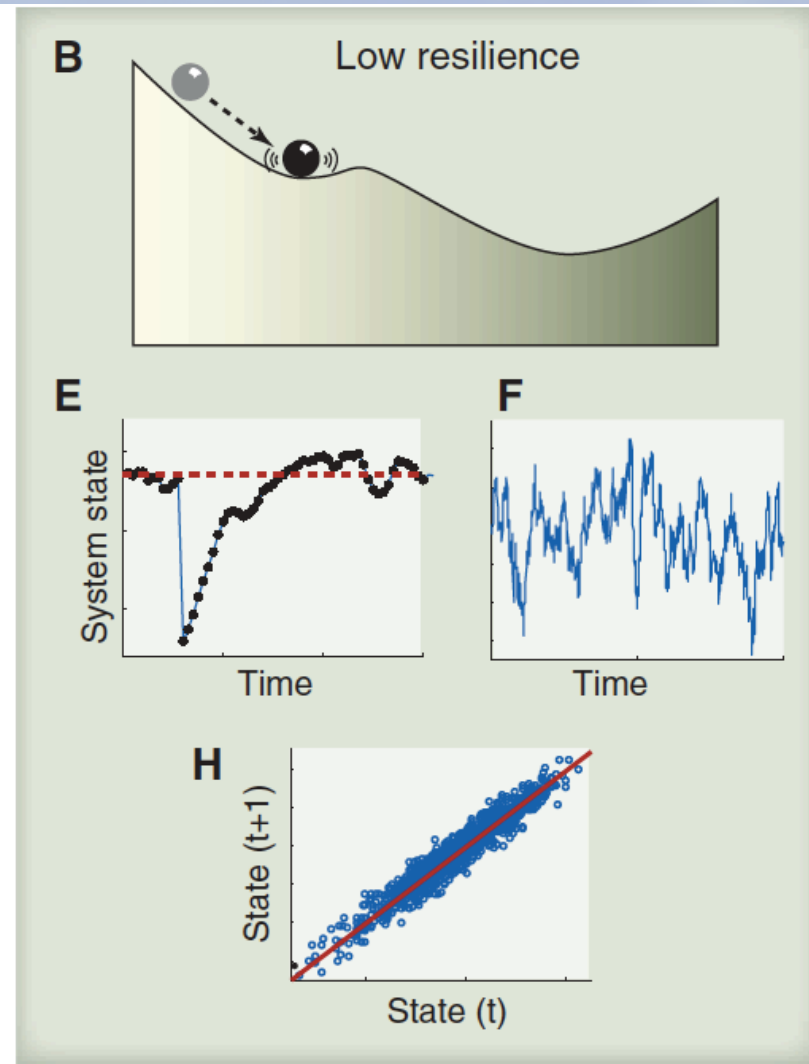 B
Low resilience
E
F
System state
Time
Time
H
State (t+1)
State (t)